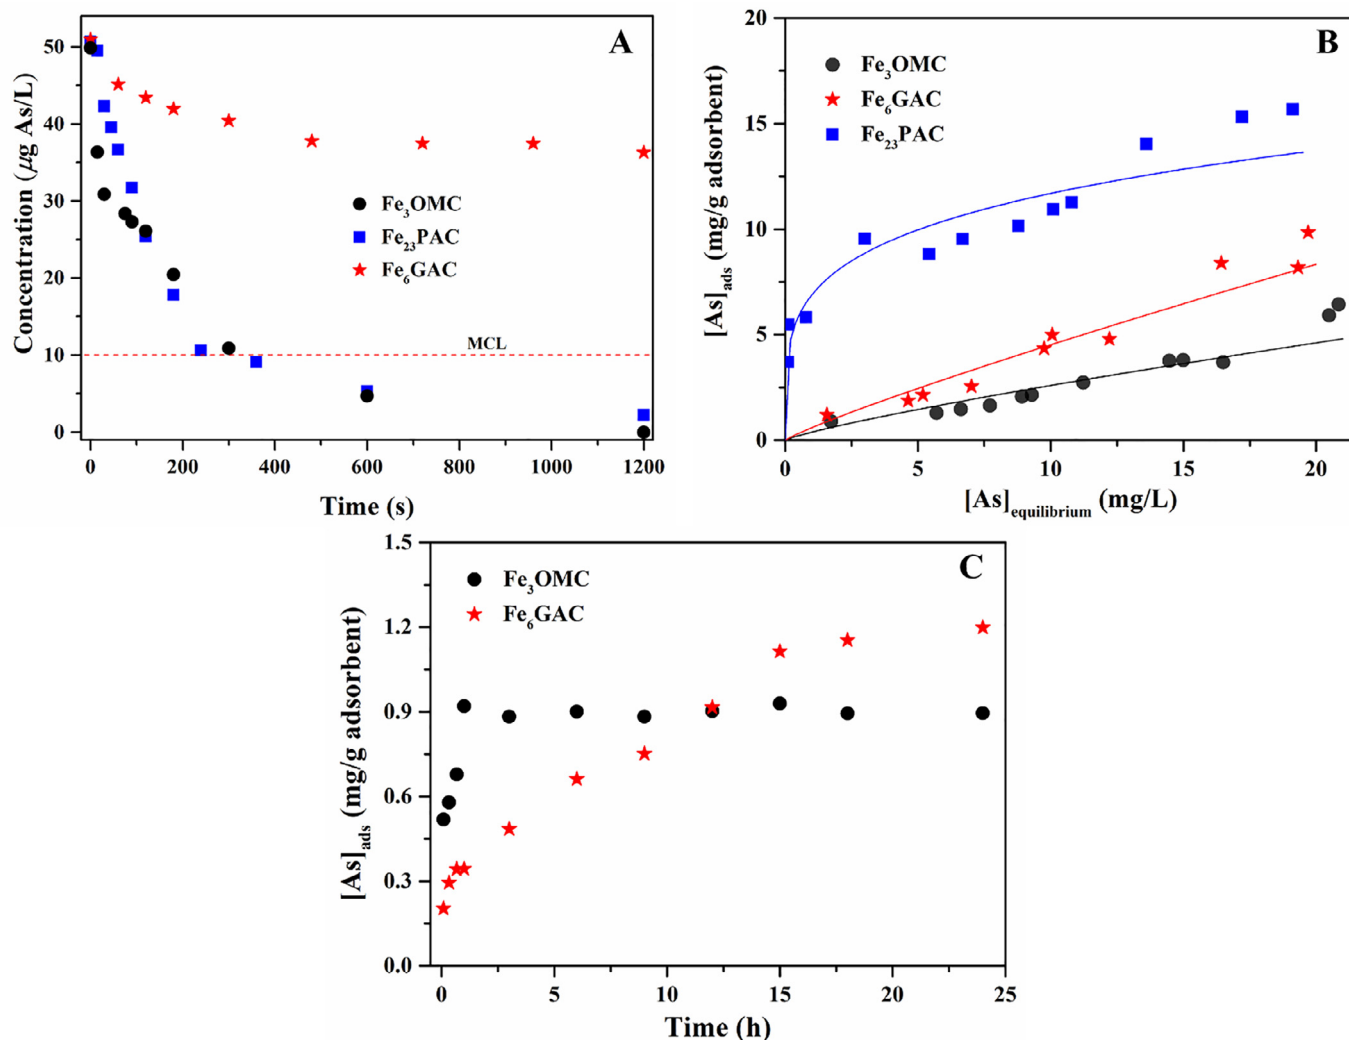 A
Concentration (μg As/L)
50
40
30
20
10
0
Fe₃OMC
Fe₂₃PAC
Fe₆GAC
MCL
0 200 400 600 800 1000 1200
Time (s)
B
[As]ads (mg/g adsorbent)
20
15
10
5
0
Fe₃OMC
Fe₆GAC
Fe₂₃PAC
0 5 10 15 20
[As]equilibrium (mg/L)
C
[As]ads (mg/g adsorbent)
1.5
1.2
0.9
0.6
0.3
0.0
Fe₃OMC
Fe₆GAC
0 5 10 15 20 25
Time (h)